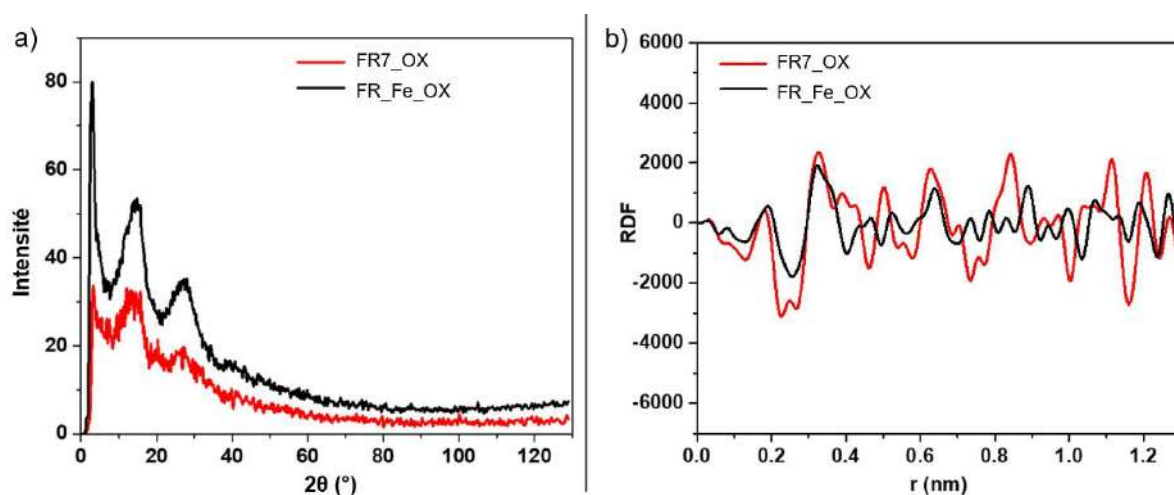 a)
FR7_OX
FR_Fe_OX
80
60
40
20
0
Intensité
0 20 40 60 80 100 120
2θ (°)
b)
FR7_OX
FR_Fe_OX
6000
4000
2000
0
-2000
-4000
-6000
RDF
0.0 0.2 0.4 0.6 0.8 1.0 1.2
r (nm)